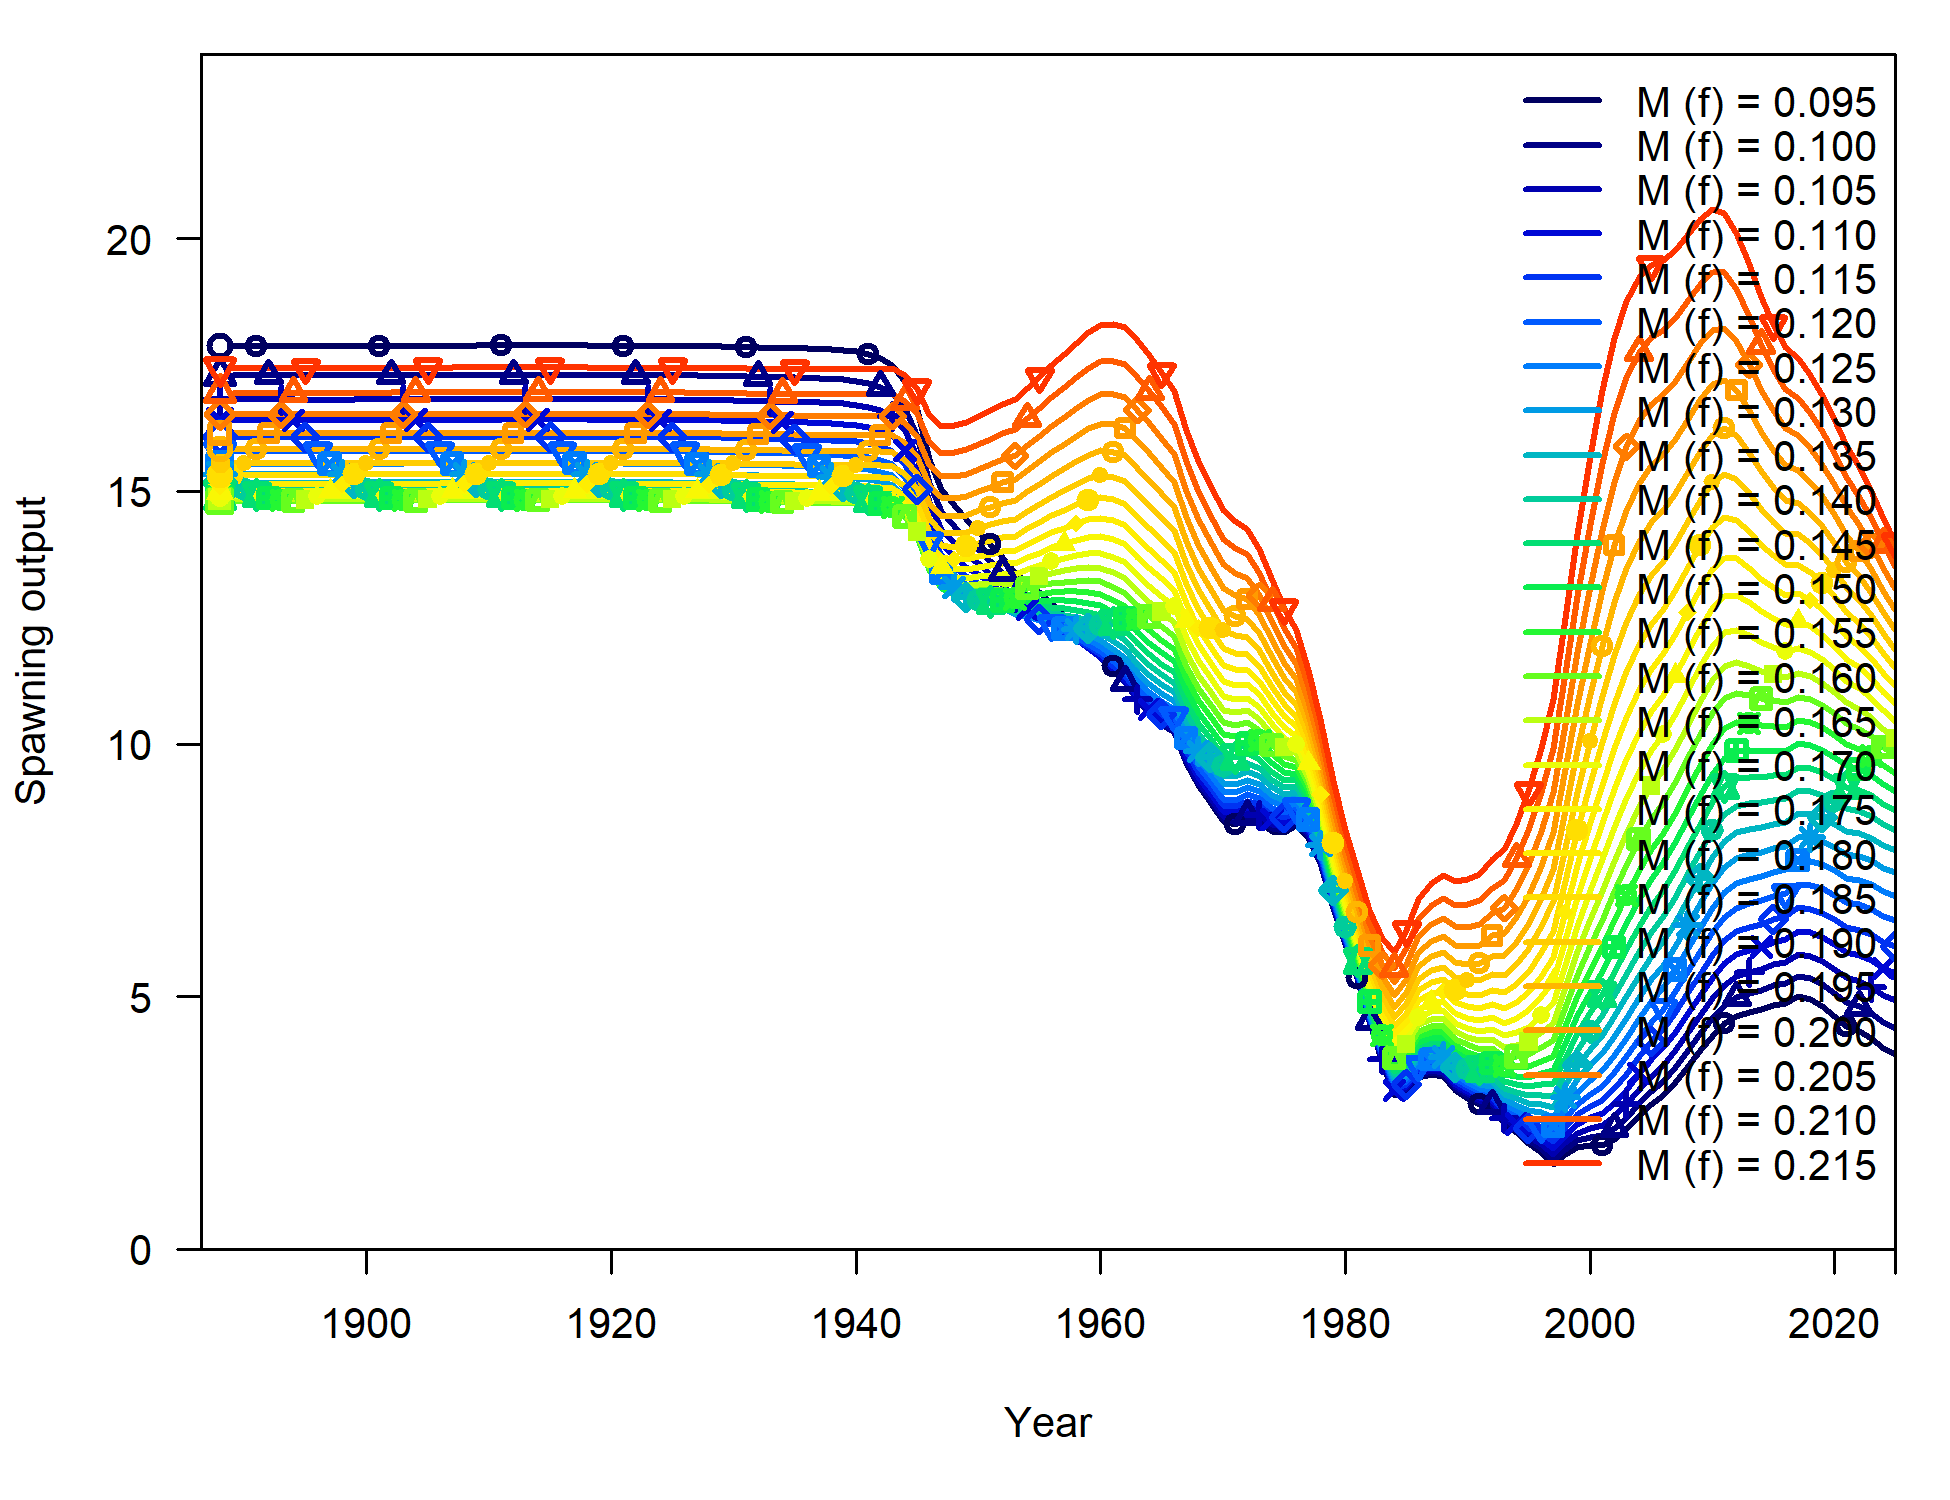 M (f) = 0.095
M (f) = 0.100
M (f) = 0.105
M (f) = 0.110
M (f) = 0.115
M (f) = 0.120
M (f) = 0.125
M (f) = 0.130
M (f) = 0.135
M (f) = 0.140
M (f) = 0.145
M (f) = 0.150
M (f) = 0.155
M (f) = 0.160
M (f) = 0.165
M (f) = 0.170
M (f) = 0.175
M (f) = 0.180
M (f) = 0.185
M (f) = 0.190
M (f) = 0.195
M (f) = 0.200
M (f) = 0.205
M (f) = 0.210
M (f) = 0.215
20
15
10
5
0
Spawning output
1900 1920 1940 1960 1980 2000 2020
Year